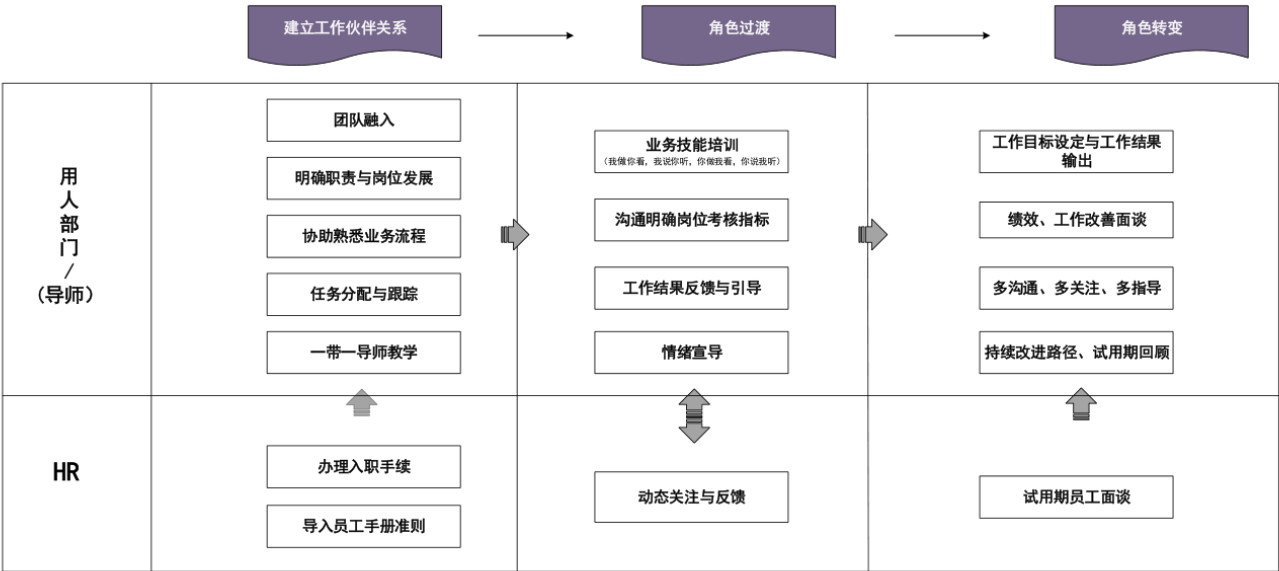 建立工作伙伴关系
角色过渡
角色转变
用
人
部
门
/
（导师）
团队融入
明确职责与岗位发展
协助熟悉业务流程
任务分配与跟踪
一带一导师教学
业务技能培训
（我做你看，我说你听，你做我看，你说我听）
沟通明确岗位考核指标
工作结果反馈与引导
情绪宣导
工作目标设定与工作结果
输出
绩效、工作改善面谈
多沟通、多关注、多指导
持续改进路径、试用期回顾
HR
办理入职手续
导入员工手册准则
动态关注与反馈
试用期员工面谈